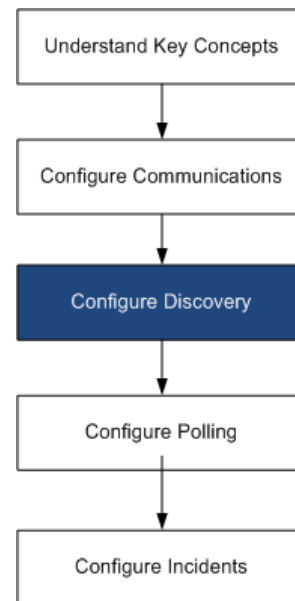 Understand Key Concepts
Configure Communications
Configure Discovery
Configure Polling
Configure Incidents